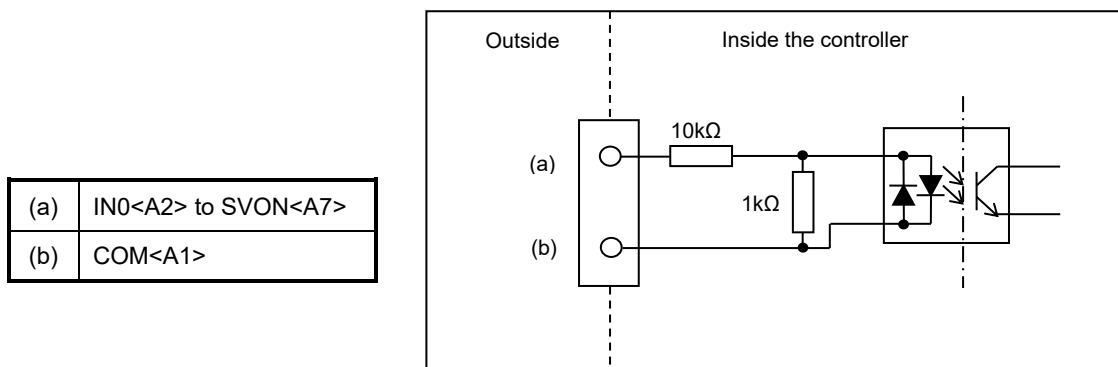 Outside
Inside the controller
10kΩ
(a)
1kΩ
(b)
(a) IN0<A2> to SVON<A7>
(b) COM<A1>